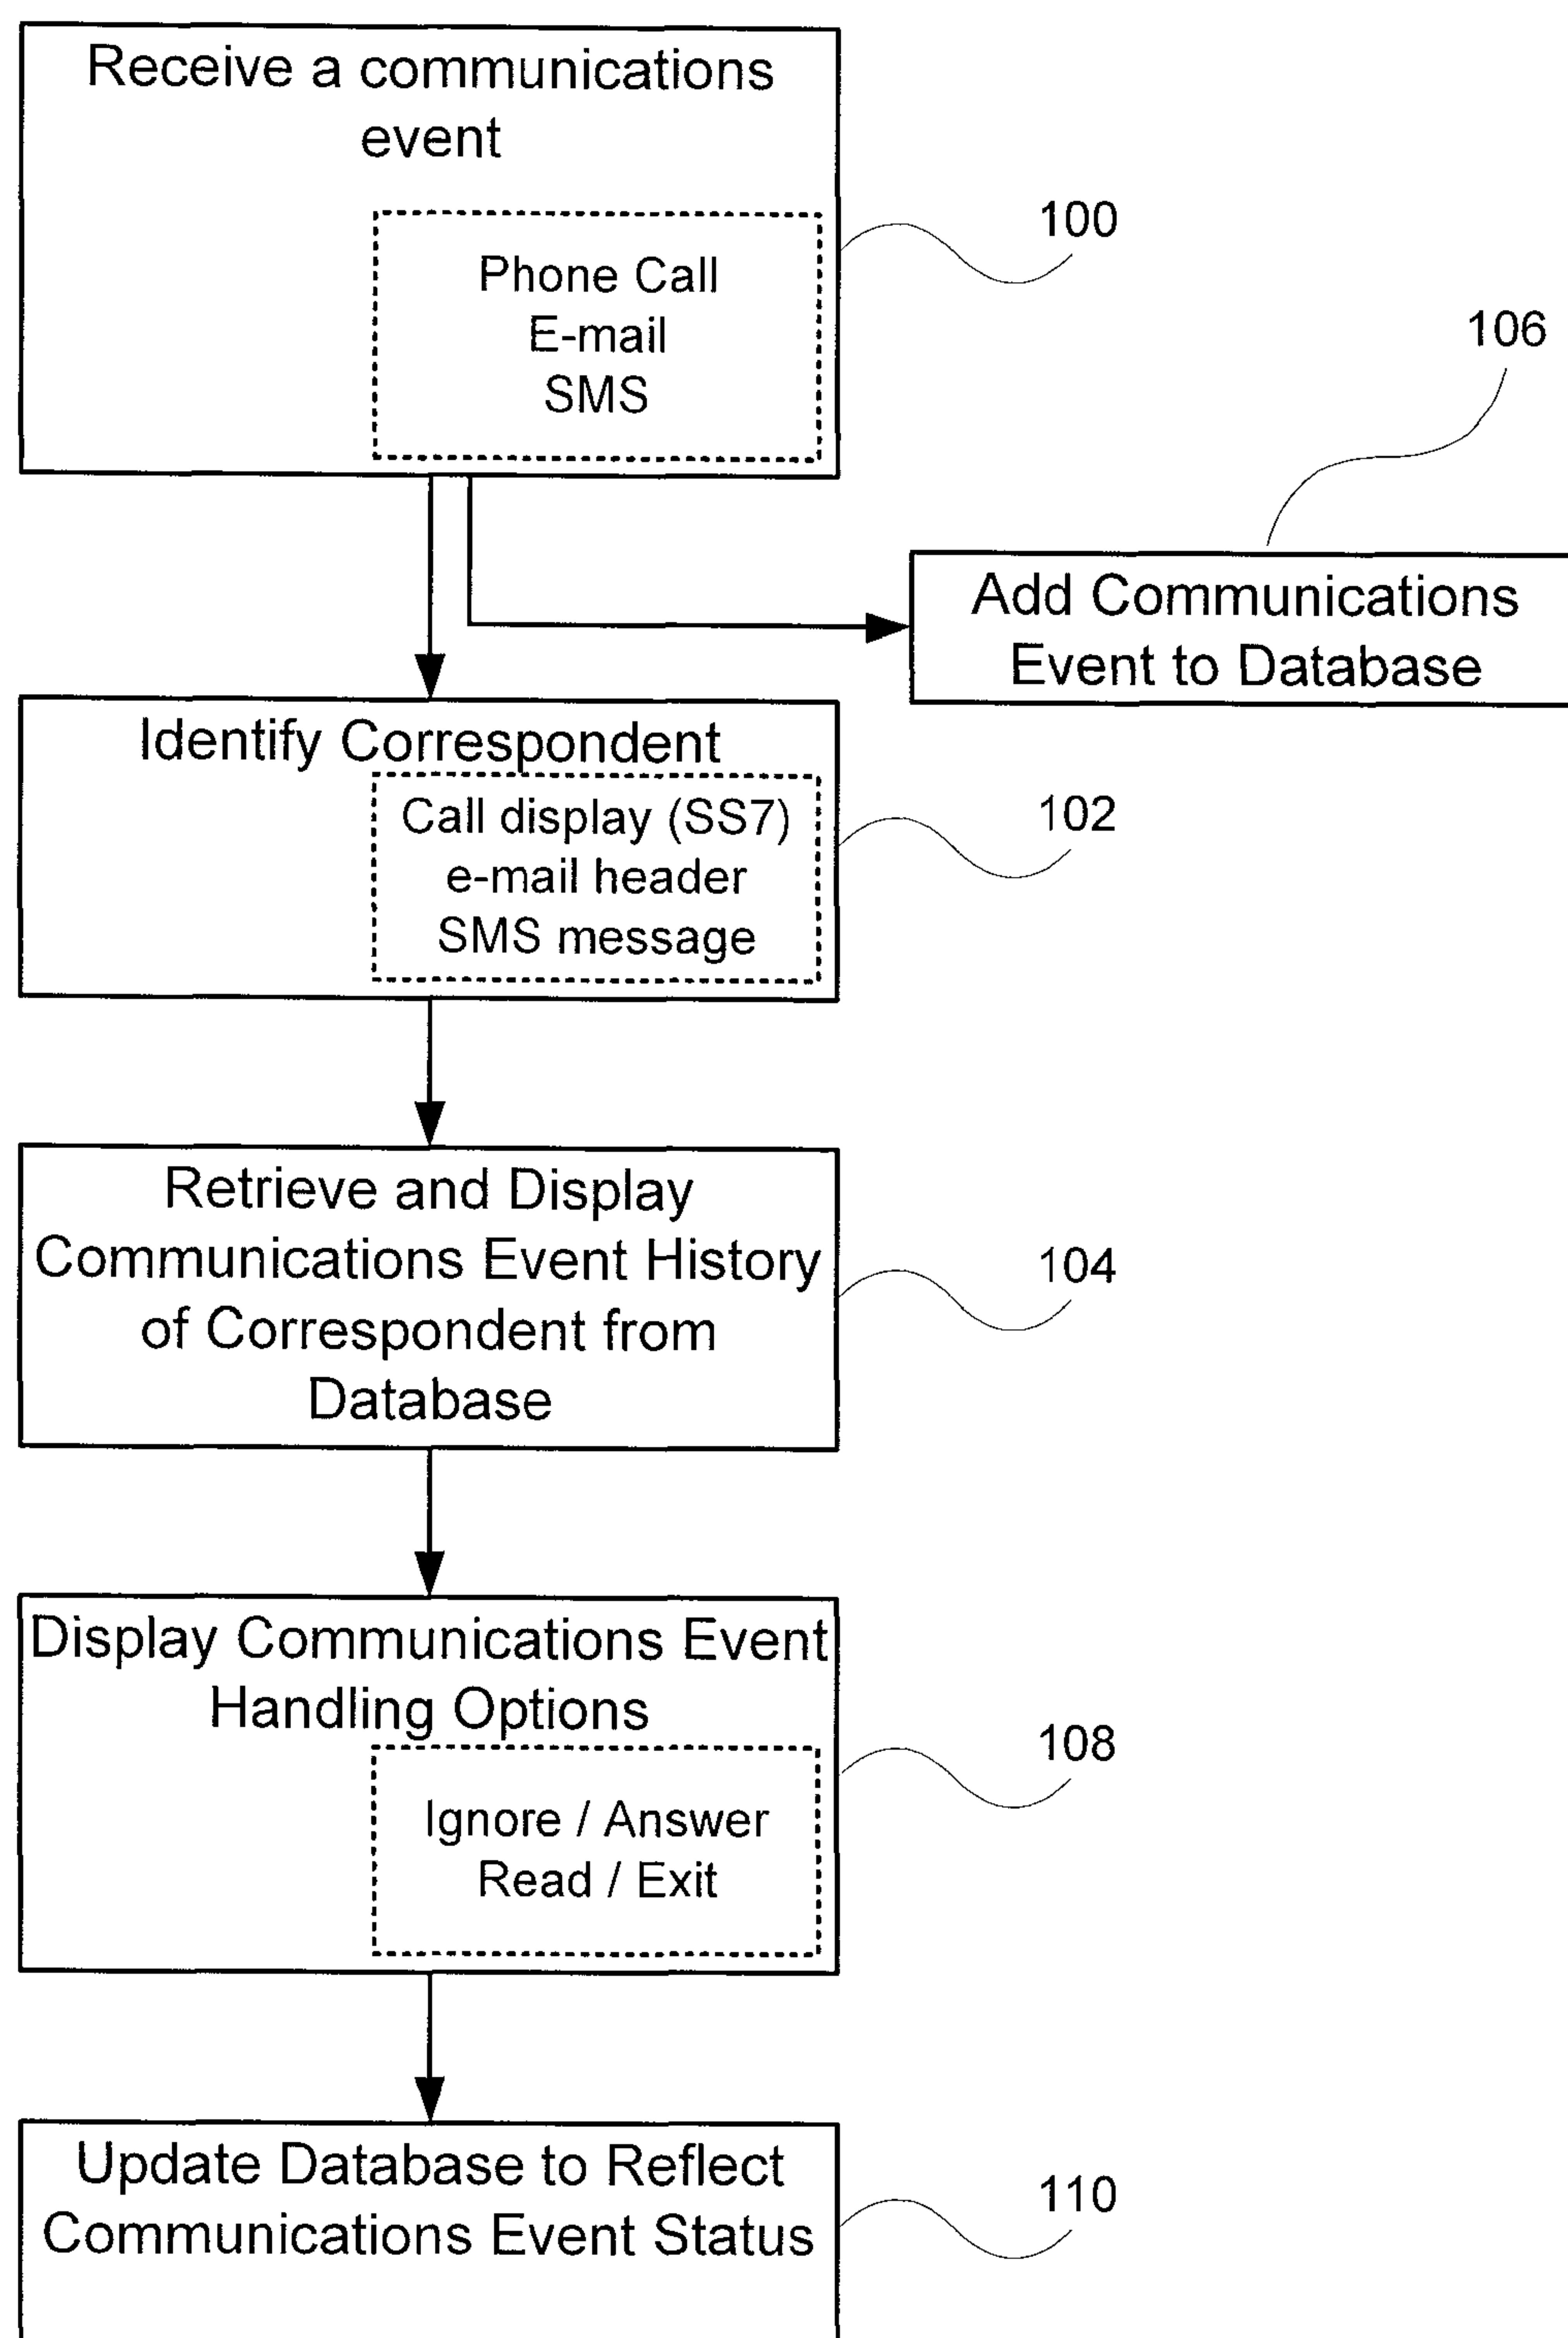 Receive a communications
event
Phone Call
E-mail
SMS
100
106
Add Communications
Event to Database
Identify Correspondent
Call display (SS7)
e-mail header
SMS message
102
Retrieve and Display
Communications Event History
of Correspondent from
Database
104
Display Communications Event
Handling Options
Ignore / Answer
Read / Exit
108
Update Database to Reflect
Communications Event Status
110